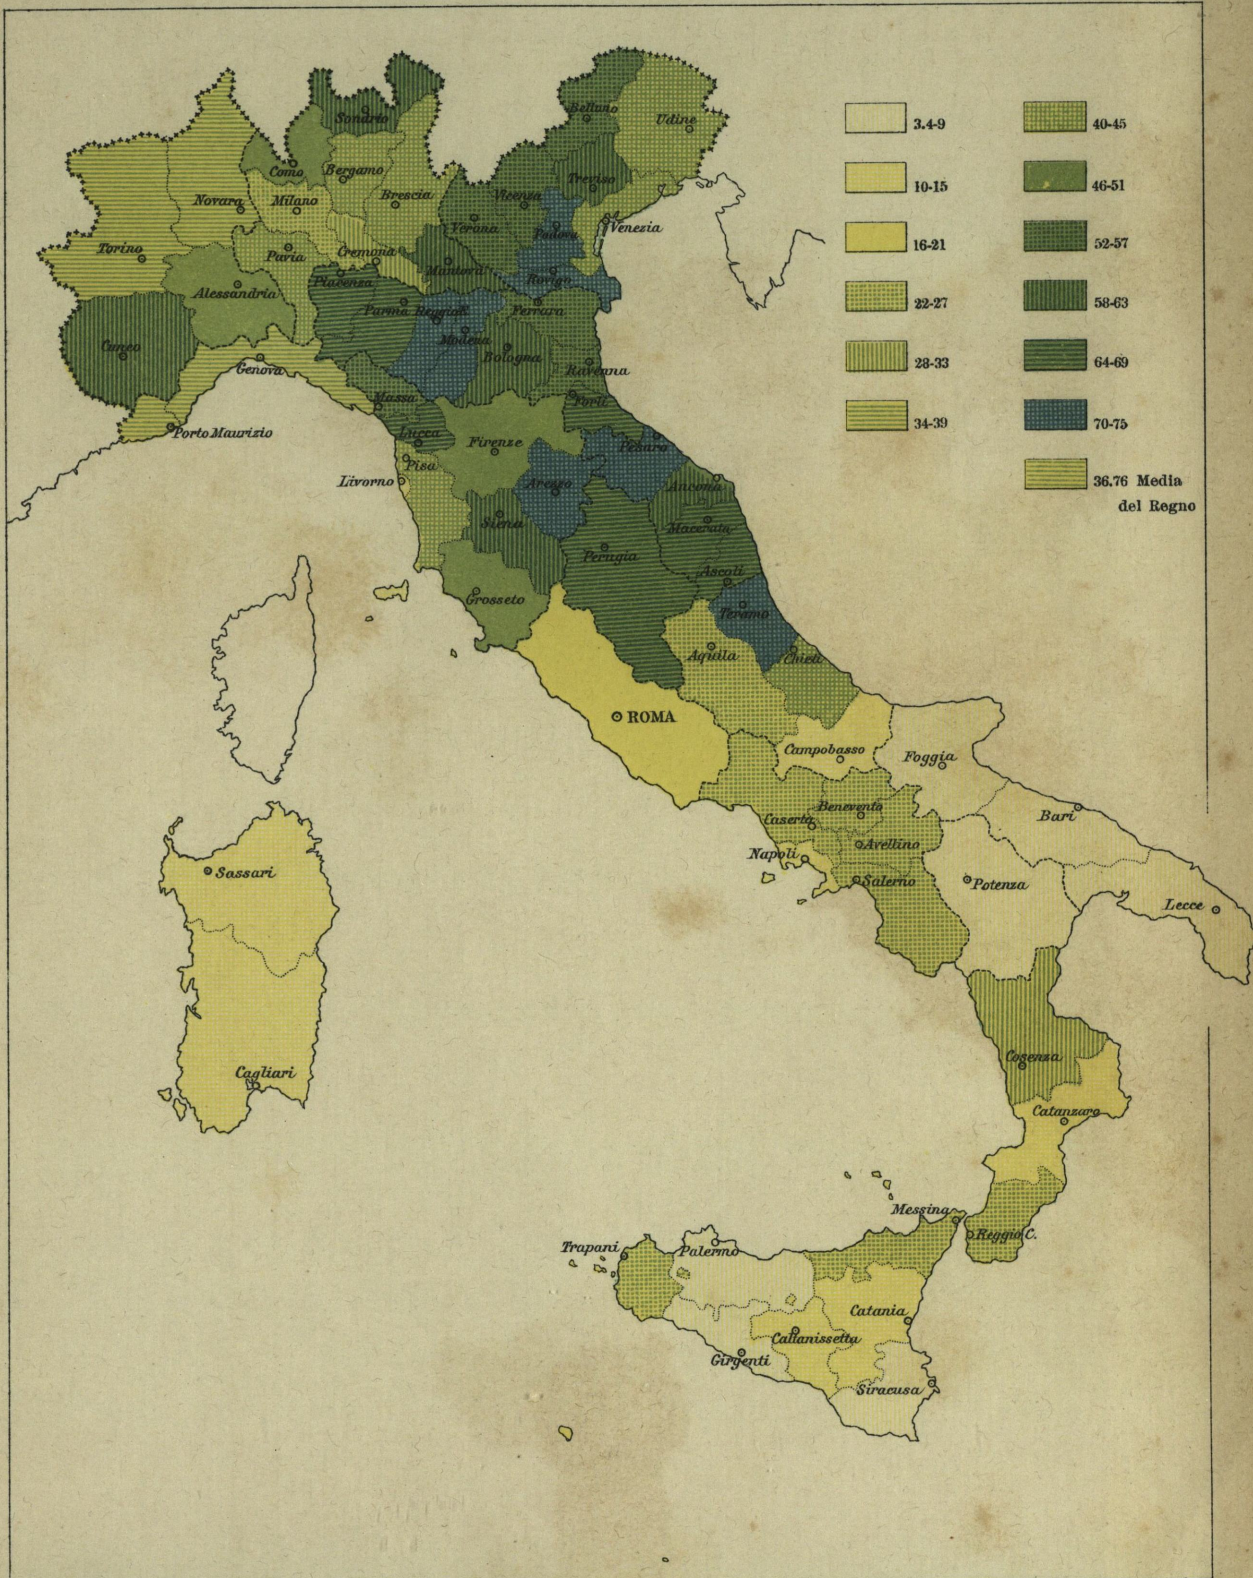 3.4-9
10-15
16-21
22-27
28-33
34-39
40-45
46-51
52-57
58-63
64-69
70-75
36.76 Media
del Regno
Sondrio
Belluno
Udine
Como
Bergamo
Treviso
Novara
Milano
Brescia
Vicenza
Verona
Padova
Venezia
Torino
Pavia
Cremona
Mantova
Rovigo
Piacenza
Alessandria
Parma
Reggio E.
Ferrara
Modena
Cuneo
Bologna
Genova
Ravenna
Massa
Forlì
Porto Maurizio
Lucca
Firenze
Pesaro
Pisa
Livorno
Arezzo
Ancona
Siena
Macerata
Perugia
Ascoli
Grosseto
Teramo
Aquila
Chieti
ROMA
Campobasso
Foggia
Benevento
Caserta
Bari
Avellino
Napoli
Salerno
Potenza
Lecce
Sassari
Cagliari
Cosenza
Catanzaro
Messina
Reggio C.
Trapani
Palermo
Catania
Caltanissetta
Girgenti
Siracusa